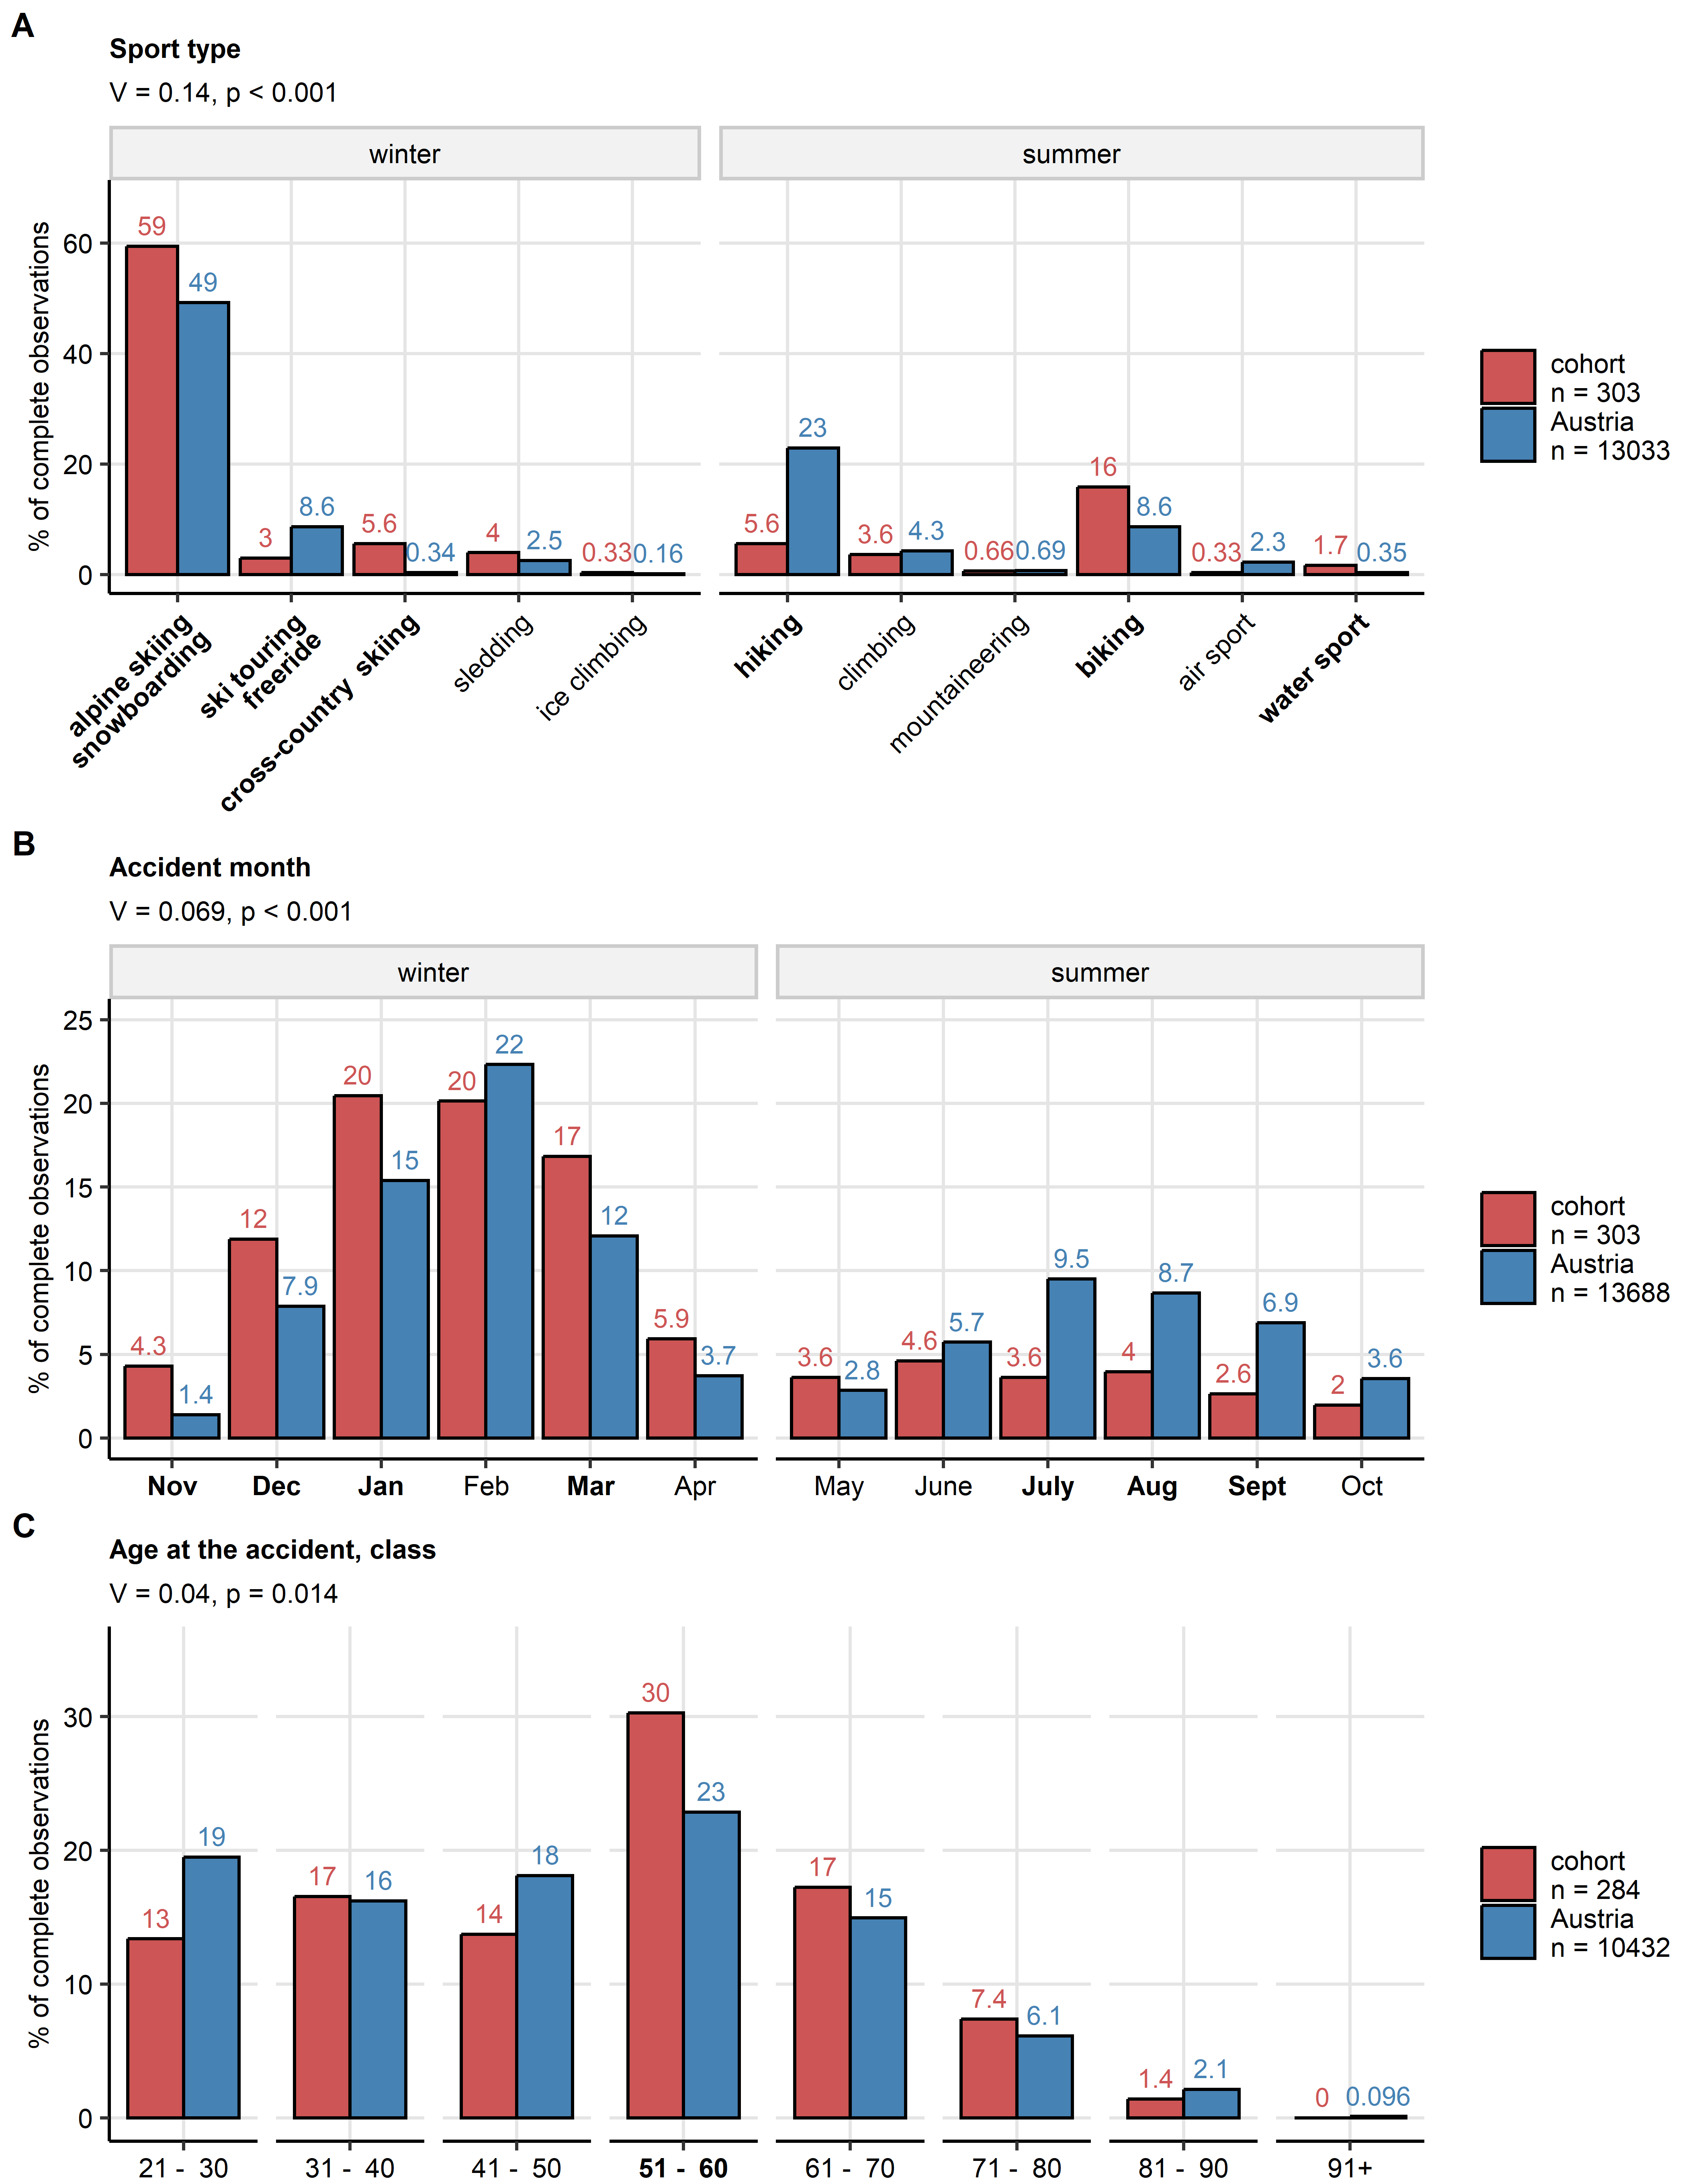 A
Sport type
V = 0.14, p < 0.001
winter
summer
% of complete observations
60
40
20
0
59
49
3
8.6
5.6
0.34
4
2.5
0.33
0.16
5.6
23
3.6
4.3
0.66
0.69
16
8.6
0.33
2.3
1.7
0.35
alpine skiing
snowboarding
ski touring
freeride
cross-country skiing
sledding
ice climbing
hiking
climbing
mountaineering
biking
air sport
water sport
cohort
n = 303
Austria
n = 13033
B
Accident month
V = 0.069, p < 0.001
winter
summer
% of complete observations
25
20
15
10
5
0
4.3
1.4
12
7.9
20
15
20
22
17
12
5.9
3.7
3.6
2.8
4.6
5.7
3.6
9.5
4
8.7
2.6
6.9
2
3.6
Nov
Dec
Jan
Feb
Mar
Apr
May
June
July
Aug
Sept
Oct
cohort
n = 303
Austria
n = 13688
C
Age at the accident, class
V = 0.04, p = 0.014
% of complete observations
30
20
10
0
13
19
17
16
14
18
30
23
17
15
7.4
6.1
1.4
2.1
0
0.096
21 - 30
31 - 40
41 - 50
51 - 60
61 - 70
71 - 80
81 - 90
91+
cohort
n = 284
Austria
n = 10432